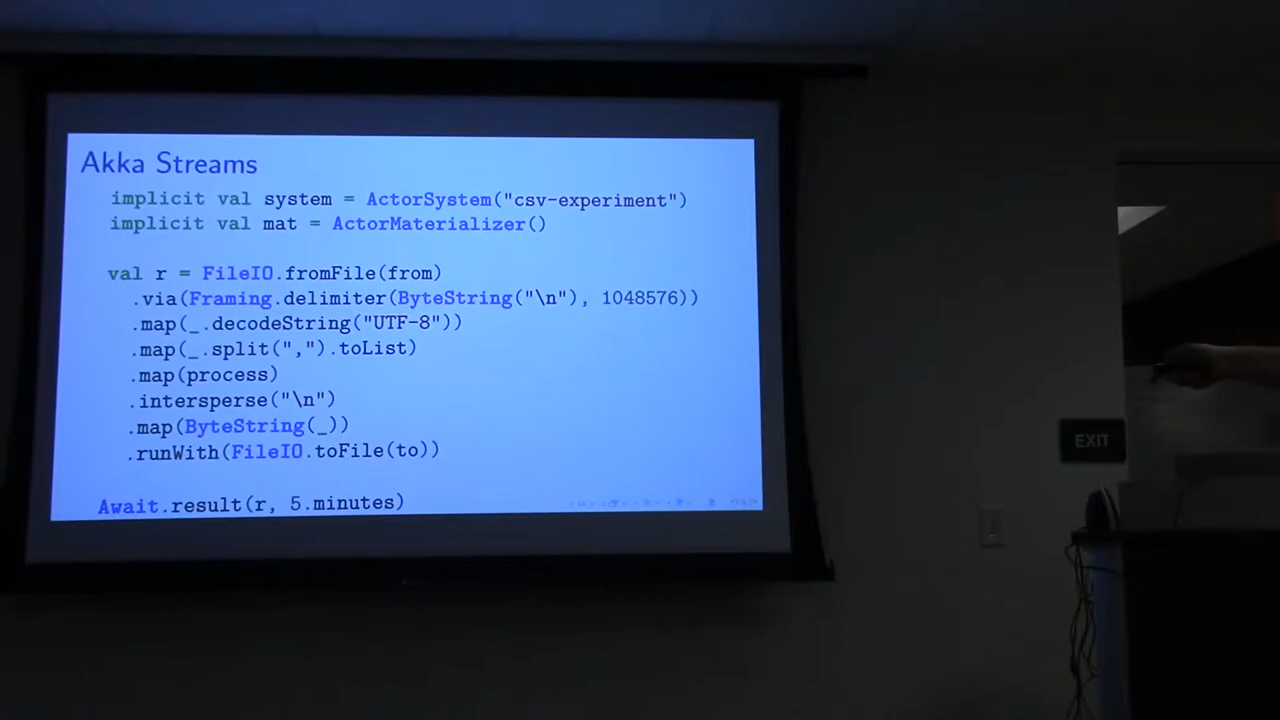 Akka Streams
implicit val system = ActorSystem("csv-experiment")
implicit val mat = ActorMaterializer()
val r = FileIO.fromFile(from)
.via(Framing.delimiter(ByteString("\n"), 1048576))
.map(_.decodeString("UTF-8"))
.map(_.split(",").toList)
.map(process)
.intersperse("\n")
.map(ByteString(_))
.runWith(FileIO.toFile(to))
Await.result(r, 5.minutes)
EXIT